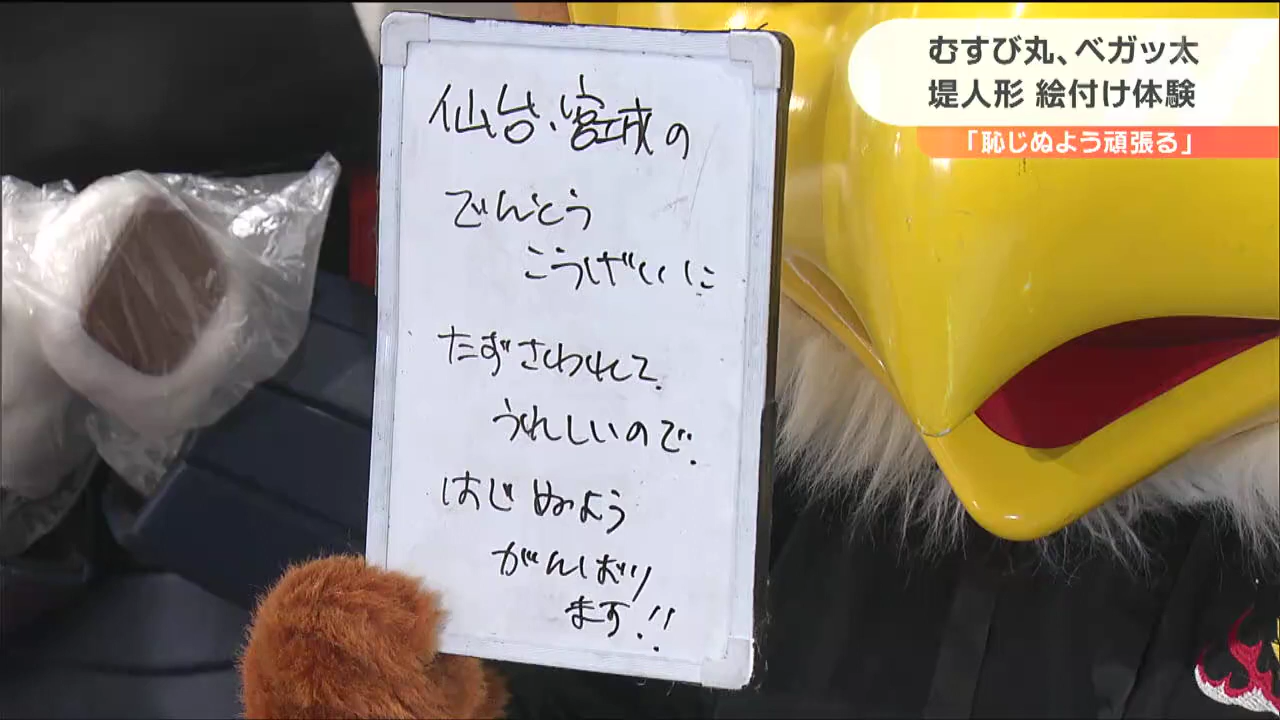 むすび丸、ベガッ太
堤人形 絵付け体験
「恥じぬよう頑張る」
仙台、宮城の
でんとう
こうげいに
たずさわれて
うれしいので、
はじぬよう
がんばり
ます!!